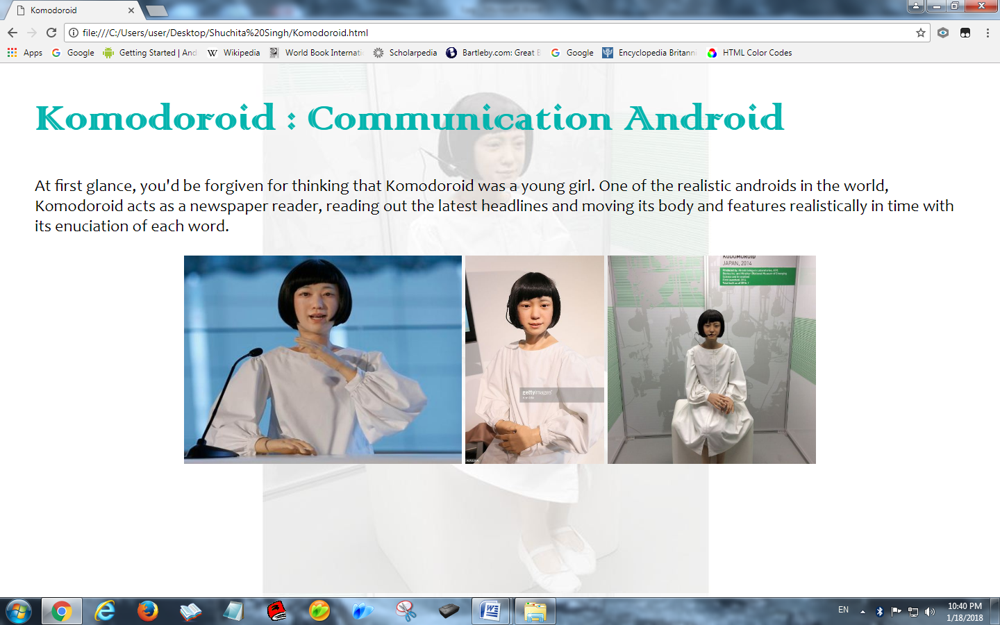 Komodoroid
file:///C:/Users/user/Desktop/Shuchita%20Singh/Komodoroid.html
Apps Google Getting Started | And Wikipedia World Book Internati Scholarpedia Bartleby.com: Great B Google Encyclopedia Britanni HTML Color Codes
Komodoroid : Communication Android
At first glance, you'd be forgiven for thinking that Komodoroid was a young girl. One of the realistic androids in the world,
Komodoroid acts as a newspaper reader, reading out the latest headlines and moving its body and features realistically in time with
its enuciation of each word.
KODOMOROID
JAPAN, 2014
gettyimages
EN
10:40 PM
1/18/2018